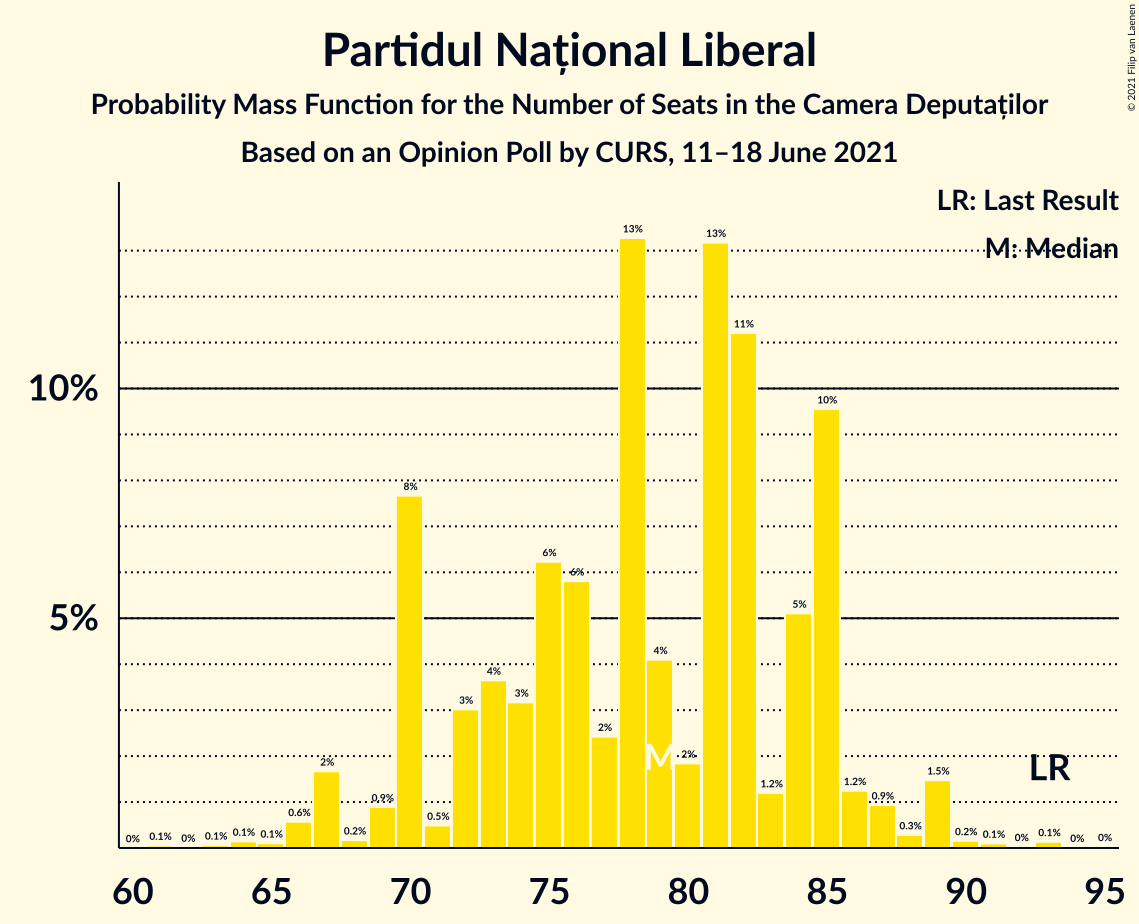 Partidul Național Liberal
Probability Mass Function for the Number of Seats in the Camera Deputaților
Based on an Opinion Poll by CURS, 11–18 June 2021
© 2021 Filip van Laenen
LR: Last Result
M: Median
10%
5%
0% 0.1% 0% 0.1% 0.1% 0.1% 0.6% 2% 0.2% 0.9% 8% 0.5% 3% 4% 3% 6% 6% 2% 13% 4% 2% 13% 11% 1.2% 5% 10% 1.2% 0.9% 0.3% 1.5% 0.2% 0.1% 0% 0.1% 0% 0%
M
LR
60 65 70 75 80 85 90 95